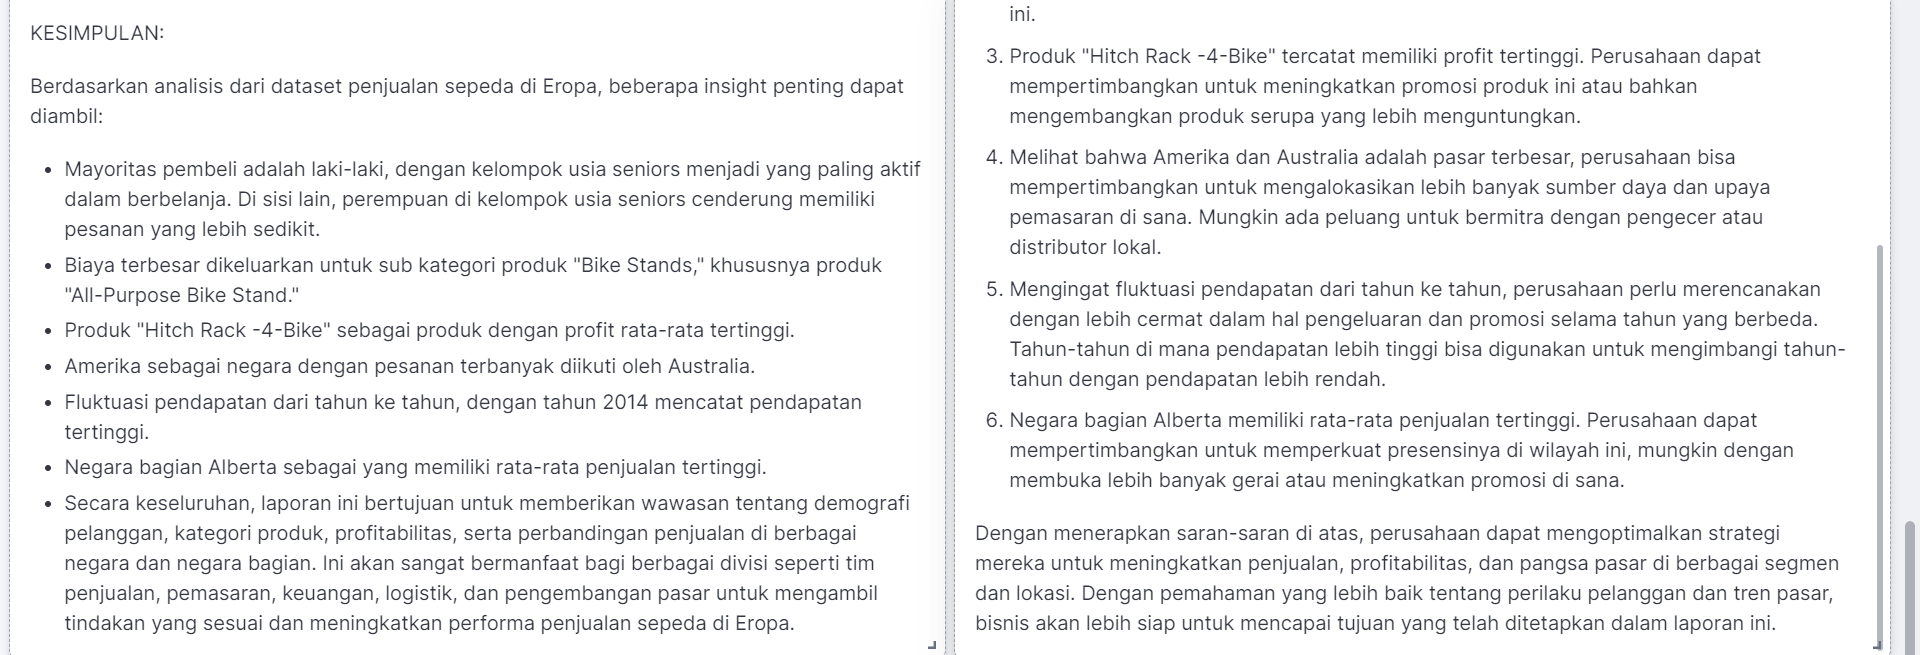 KESIMPULAN:
Berdasarkan analisis dari dataset penjualan sepeda di Eropa, beberapa insight penting dapat
diambil:
• Mayoritas pembeli adalah laki-laki, dengan kelompok usia seniors menjadi yang paling aktif
dalam berbelanja. Di sisi lain, perempuan di kelompok usia seniors cenderung memiliki
pesanan yang lebih sedikit.
• Biaya terbesar dikeluarkan untuk sub kategori produk "Bike Stands," khususnya produk
"All-Purpose Bike Stand."
• Produk "Hitch Rack -4-Bike" sebagai produk dengan profit rata-rata tertinggi.
• Amerika sebagai negara dengan pesanan terbanyak diikuti oleh Australia.
• Fluktuasi pendapatan dari tahun ke tahun, dengan tahun 2014 mencatat pendapatan
tertinggi.
• Negara bagian Alberta sebagai yang memiliki rata-rata penjualan tertinggi.
• Secara keseluruhan, laporan ini bertujuan untuk memberikan wawasan tentang demografi
pelanggan, kategori produk, profitabilitas, serta perbandingan penjualan di berbagai
negara dan negara bagian. Ini akan sangat bermanfaat bagi berbagai divisi seperti tim
penjualan, pemasaran, keuangan, logistik, dan pengembangan pasar untuk mengambil
tindakan yang sesuai dan meningkatkan performa penjualan sepeda di Eropa.
ini.
3. Produk "Hitch Rack -4-Bike" tercatat memiliki profit tertinggi. Perusahaan dapat
mempertimbangkan untuk meningkatkan promosi produk ini atau bahkan
mengembangkan produk serupa yang lebih menguntungkan.
4. Melihat bahwa Amerika dan Australia adalah pasar terbesar, perusahaan bisa
mempertimbangkan untuk mengalokasikan lebih banyak sumber daya dan upaya
pemasaran di sana. Mungkin ada peluang untuk bermitra dengan pengecer atau
distributor lokal.
5. Mengingat fluktuasi pendapatan dari tahun ke tahun, perusahaan perlu merencanakan
dengan lebih cermat dalam hal pengeluaran dan promosi selama tahun yang berbeda.
Tahun-tahun di mana pendapatan lebih tinggi bisa digunakan untuk mengimbangi tahun-
tahun dengan pendapatan lebih rendah.
6. Negara bagian Alberta memiliki rata-rata penjualan tertinggi. Perusahaan dapat
mempertimbangkan untuk memperkuat presensinya di wilayah ini, mungkin dengan
membuka lebih banyak gerai atau meningkatkan promosi di sana.
Dengan menerapkan saran-saran di atas, perusahaan dapat mengoptimalkan strategi
mereka untuk meningkatkan penjualan, profitabilitas, dan pangsa pasar di berbagai segmen
dan lokasi. Dengan pemahaman yang lebih baik tentang perilaku pelanggan dan tren pasar,
bisnis akan lebih siap untuk mencapai tujuan yang telah ditetapkan dalam laporan ini.